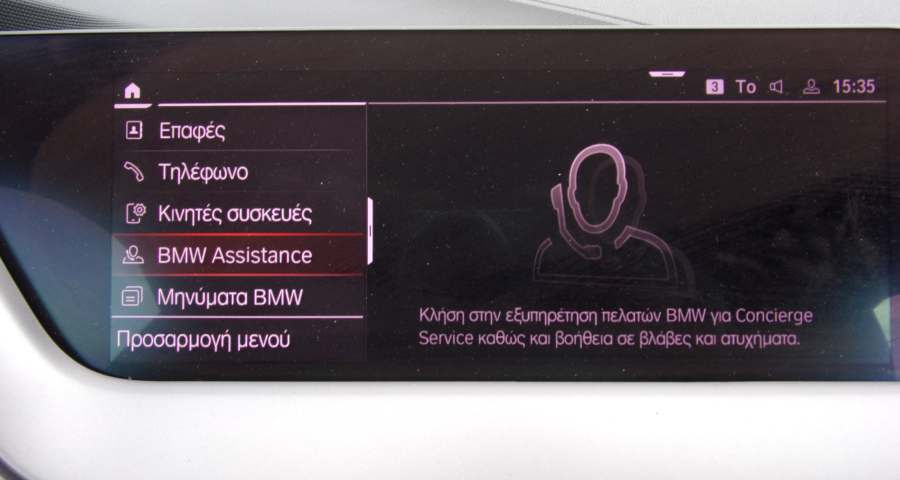 3 To 15:35
Επαφές
Τηλέφωνο
Κινητές συσκευές
BMW Assistance
Μηνύματα BMW
Προσαρμογή μενού
Κλήση στην εξυπηρέτηση πελατών BMW για Concierge
Service καθώς και βοήθεια σε βλάβες και ατυχήματα.